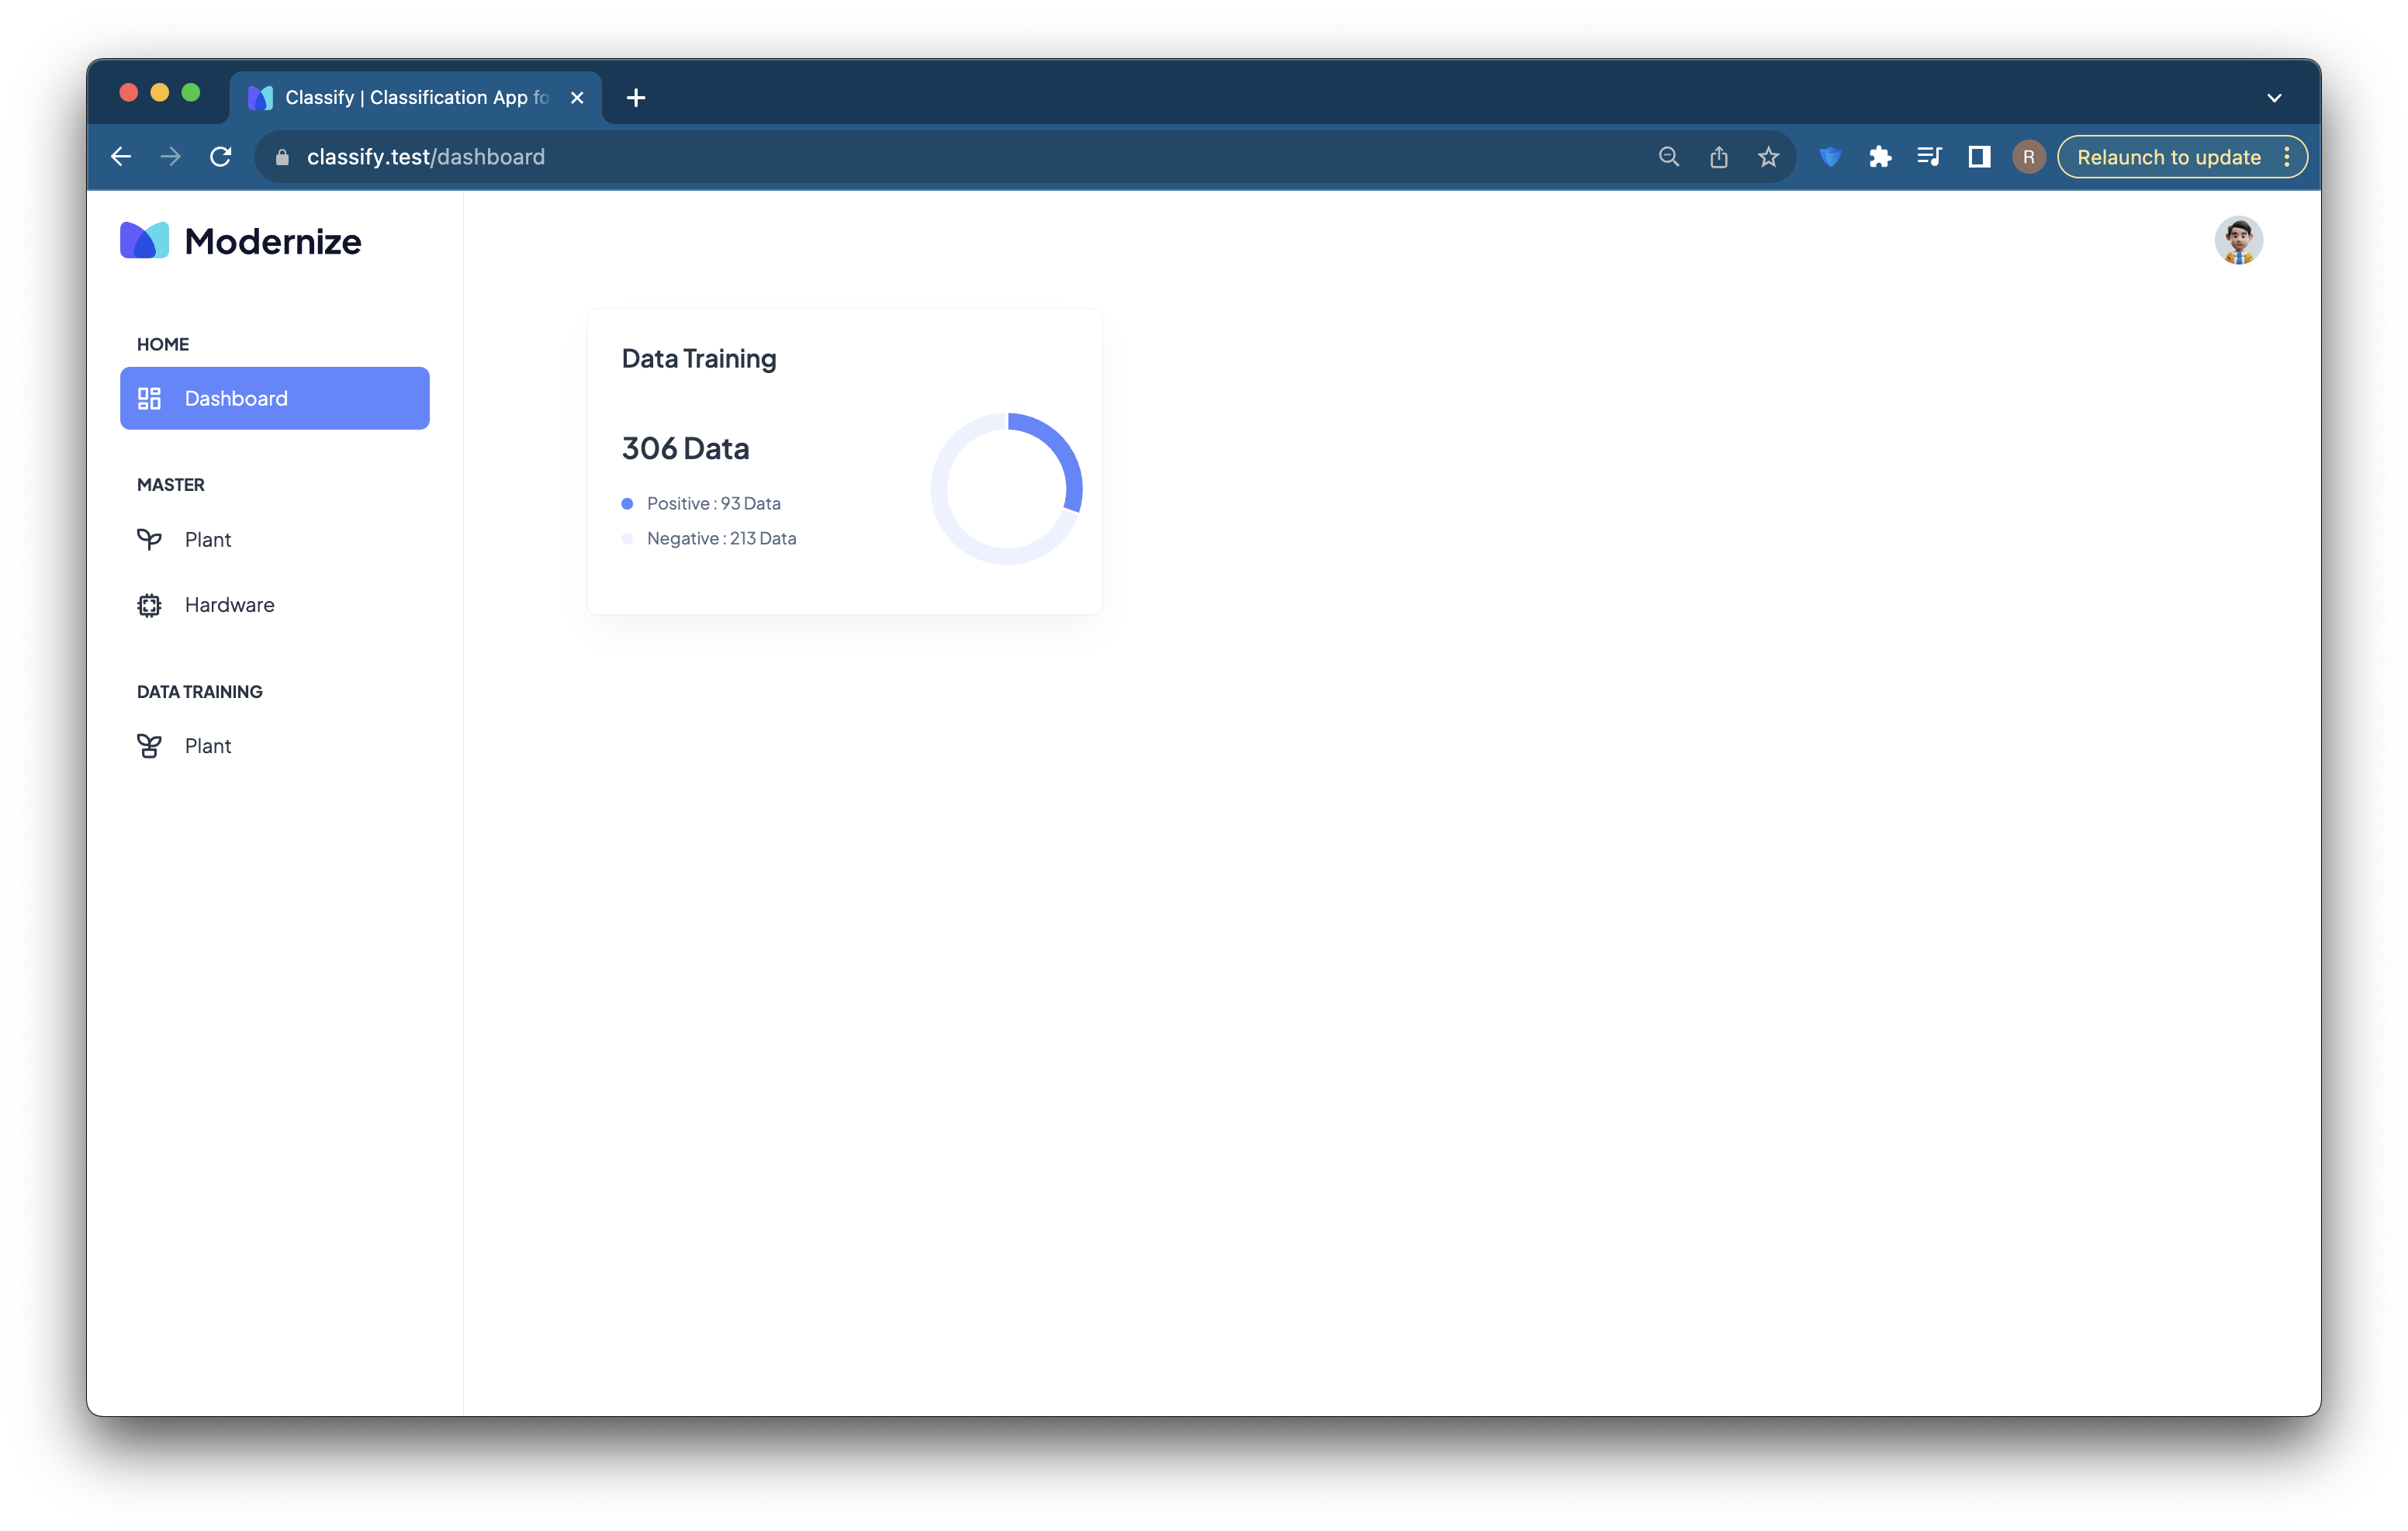 Classify | Classification App fo
classify.test/dashboard
R
Relaunch to update
Modernize
HOME
Dashboard
MASTER
Plant
Hardware
DATA TRAINING
Plant
Data Training
306 Data
Positive : 93 Data
Negative : 213 Data